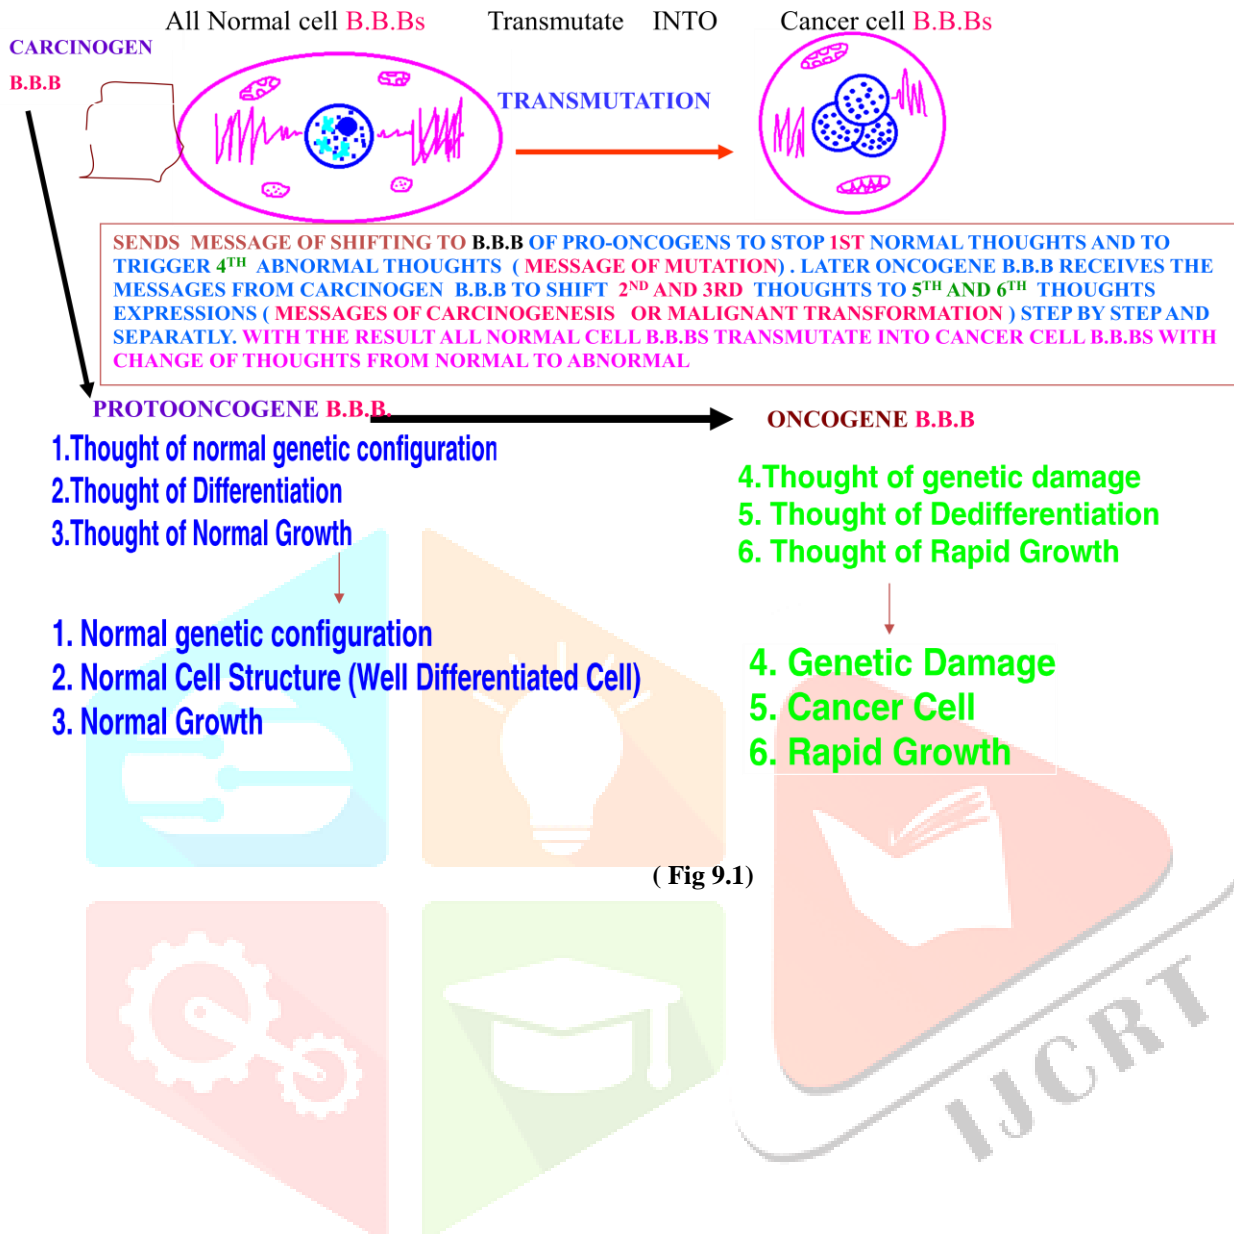 All Normal cell B.B.Bs Transmutate INTO Cancer cell B.B.Bs
CARCINOGEN
B.B.B
TRANSMUTATION
SENDS MESSAGE OF SHIFTING TO B.B.B OF PRO-ONCOGENS TO STOP 1ST NORMAL THOUGHTS AND TO
TRIGGER 4TH ABNORMAL THOUGHTS ( MESSAGE OF MUTATION) . LATER ONCOGENE B.B.B RECEIVES THE
MESSAGES FROM CARCINOGEN B.B.B TO SHIFT 2ND AND 3RD THOUGHTS TO 5TH AND 6TH THOUGHTS
EXPRESSIONS ( MESSAGES OF CARCINOGENESIS OR MALIGNANT TRANSFORMATION ) STEP BY STEP AND
SEPARATLY. WITH THE RESULT ALL NORMAL CELL B.B.BS TRANSMUTATE INTO CANCER CELL B.B.BS WITH
CHANGE OF THOUGHTS FROM NORMAL TO ABNORMAL
PROTOONCOGENE B.B.B.
1.Thought of normal genetic configuration
2.Thought of Differentiation
3.Thought of Normal Growth
1. Normal genetic configuration
2. Normal Cell Structure (Well Differentiated Cell)
3. Normal Growth
ONCOGENE B.B.B
4.Thought of genetic damage
5. Thought of Dedifferentiation
6. Thought of Rapid Growth
4. Genetic Damage
5. Cancer Cell
6. Rapid Growth
( Fig 9.1)
IJCRT